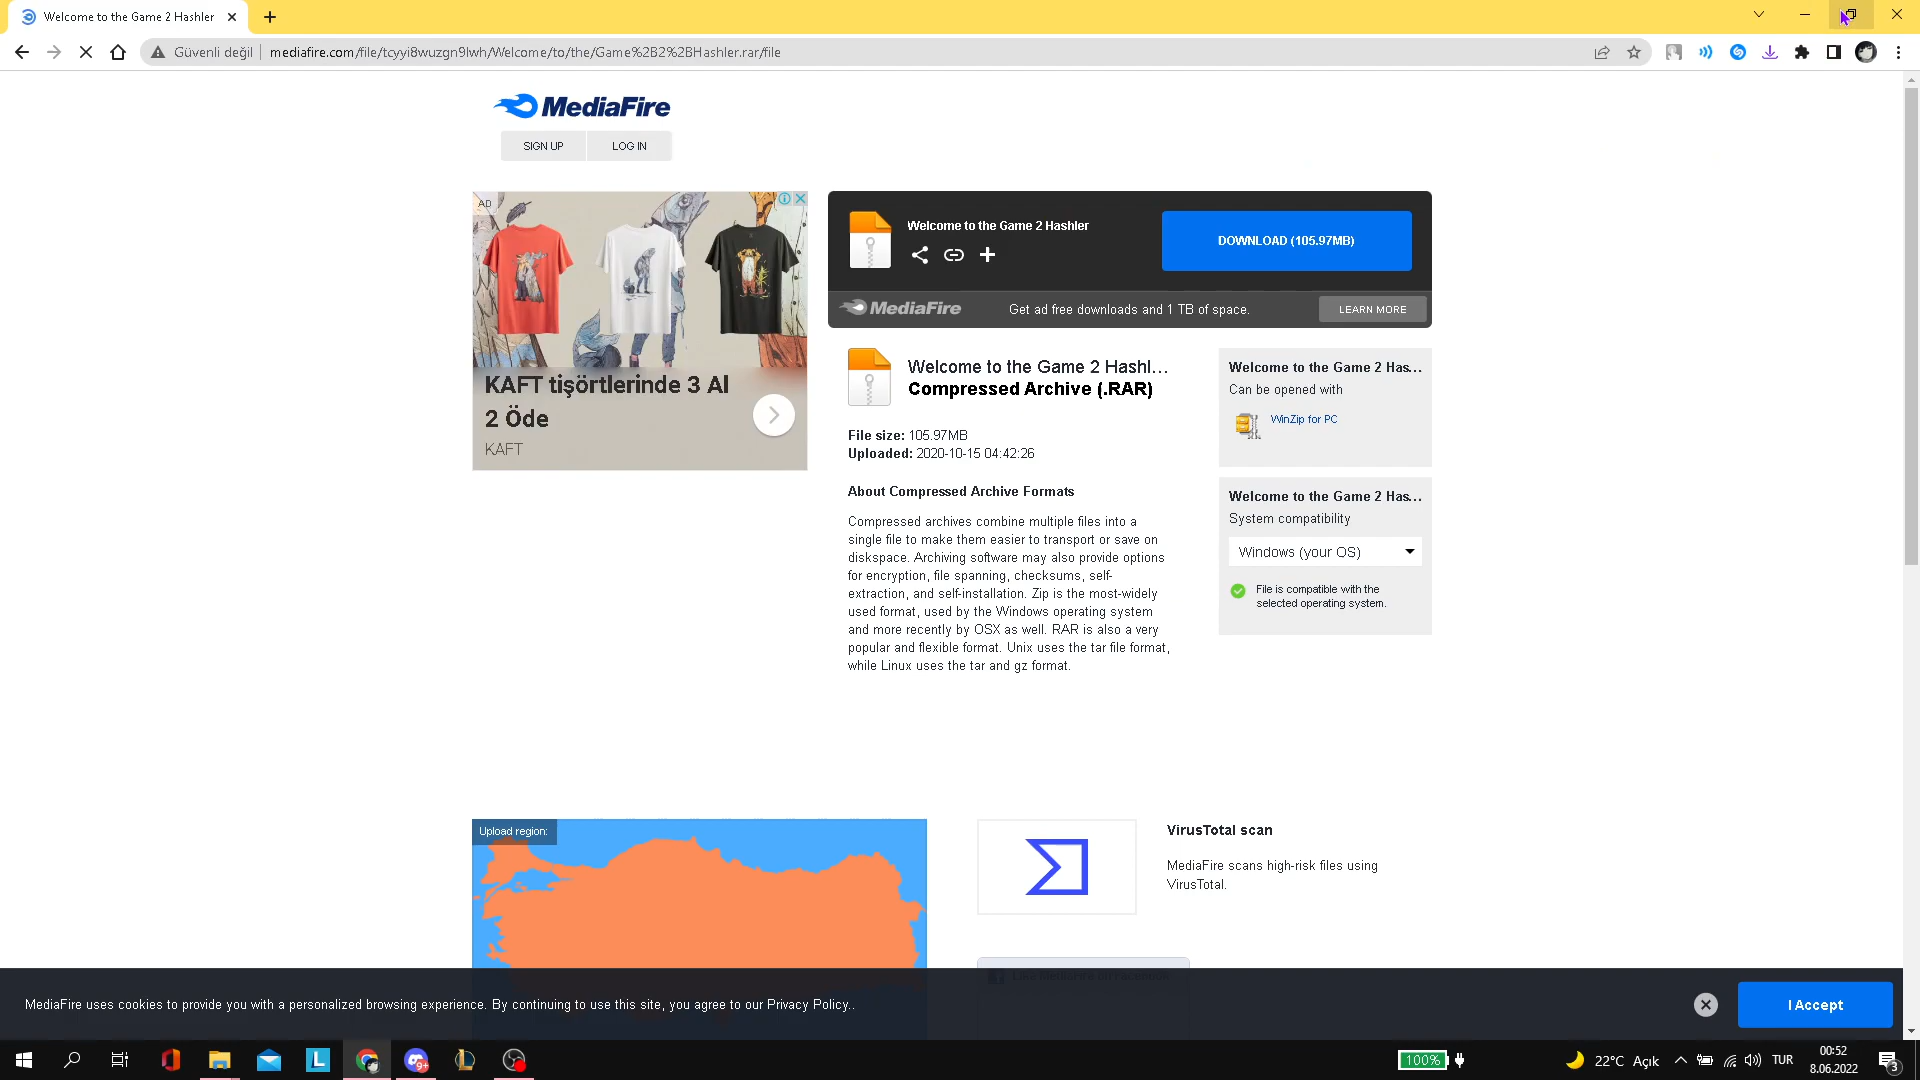 Welcome to the Game 2 Hashler
Güvenli değil
mediafire.com/file/tcyyi8wuzgn9lwh/Welcome/to/the/Game%2B2%2BHashler.rar/file
MediaFire
SIGN UP
LOG IN
AD
KAFT tişörtlerinde 3 Al
2 Öde
KAFT
Welcome to the Game 2 Hashler
DOWNLOAD (105.97MB)
MediaFire
Get ad free downloads and 1 TB of space.
LEARN MORE
Welcome to the Game 2 Hashl...
Compressed Archive (.RAR)
File size: 105.97MB
Uploaded: 2020-10-15 04:42:26
About Compressed Archive Formats
Compressed archives combine multiple files into a
single file to make them easier to transport or save on
diskspace. Archiving software may also provide options
for encryption, file spanning, checksums, self-
extraction, and self-installation. Zip is the most-widely
used format, used by the Windows operating system
and more recently by OSX as well. RAR is also a very
popular and flexible format. Unix uses the tar file format,
while Linux uses the tar and gz format.
Welcome to the Game 2 Has...
Can be opened with
WinZip for PC
Welcome to the Game 2 Has...
System compatibility
Windows (your OS)
File is compatible with the
selected operating system.
Upload region:
VirusTotal scan
MediaFire scans high-risk files using
VirusTotal.
MediaFire uses cookies to provide you with a personalized browsing experience. By continuing to use this site, you agree to our Privacy Policy..
I Accept
L
9+
100%
22°C Açık
TUR
00:52
8.06.2022
3